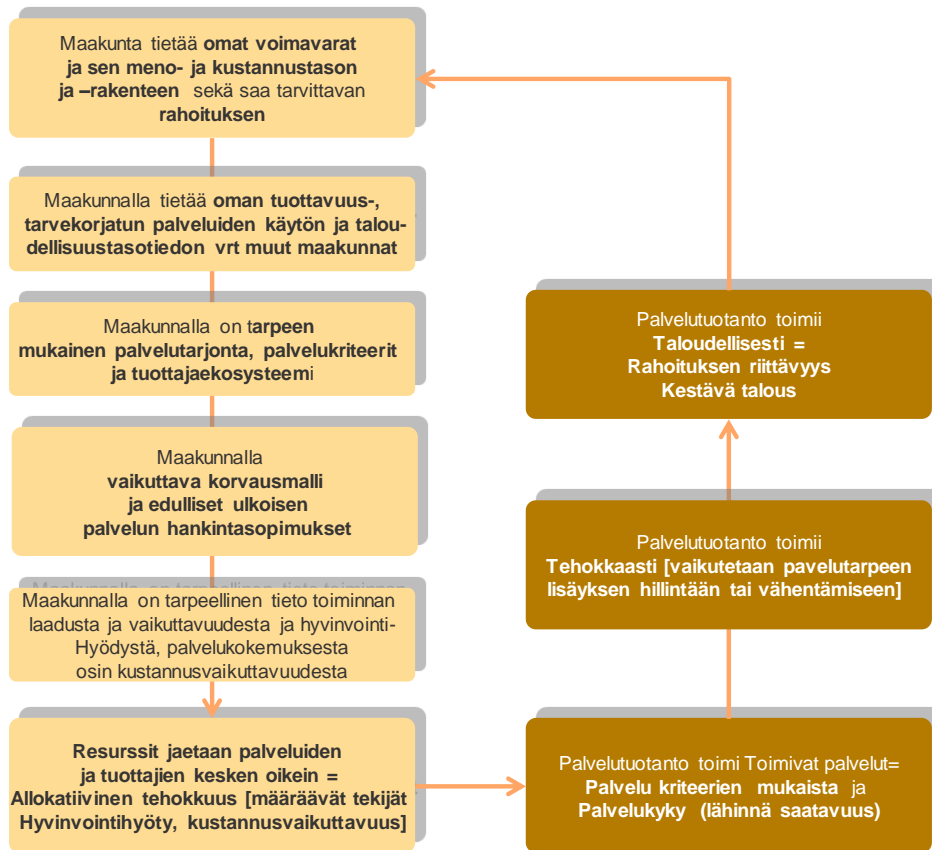 Maakunta tietää omat voimavarat
ja sen meno- ja kustannustason
ja –rakenteen sekä saa tarvittavan
rahoituksen
Maakunnalla tietää oman tuottavuus-,
tarvekorjatun palveluiden käytön ja talou-
dellisuustasotiedon vrt muut maakunnat
Maakunnalla on tarpeen
mukainen palvelutarjonta, palvelukriteerit
ja tuottajaekosysteemi
Maakunnalla
vaikuttava korvausmalli
ja edulliset ulkoisen
palvelun hankintasopimukset
Maakunnalla on tarpeellinen tieto toiminnan
Maakunnalla on tarpeellinen tieto toiminnan
laadusta ja vaikuttavuudesta ja hyvinvointi-
Hyödystä, palvelukokemuksesta
osin kustannusvaikuttavuudesta
Resurssit jaetaan palveluiden
ja tuottajien kesken oikein =
Allokatiivinen tehokkuus [määräävät tekijät
Hyvinvointihyöty, kustannusvaikuttavuus]
Palvelutuotanto toimii
Taloudellisesti =
Rahoituksen riittävyys
Kestävä talous
Palvelutuotanto toimii
Tehokkaasti [vaikutetaan pavelutarpeen
lisäyksen hillintään tai vähentämiseen]
Palvelutuotanto toimi Toimivat palvelut=
Palvelu kriteerien mukaista ja
Palvelukyky (lähinnä saatavuus)